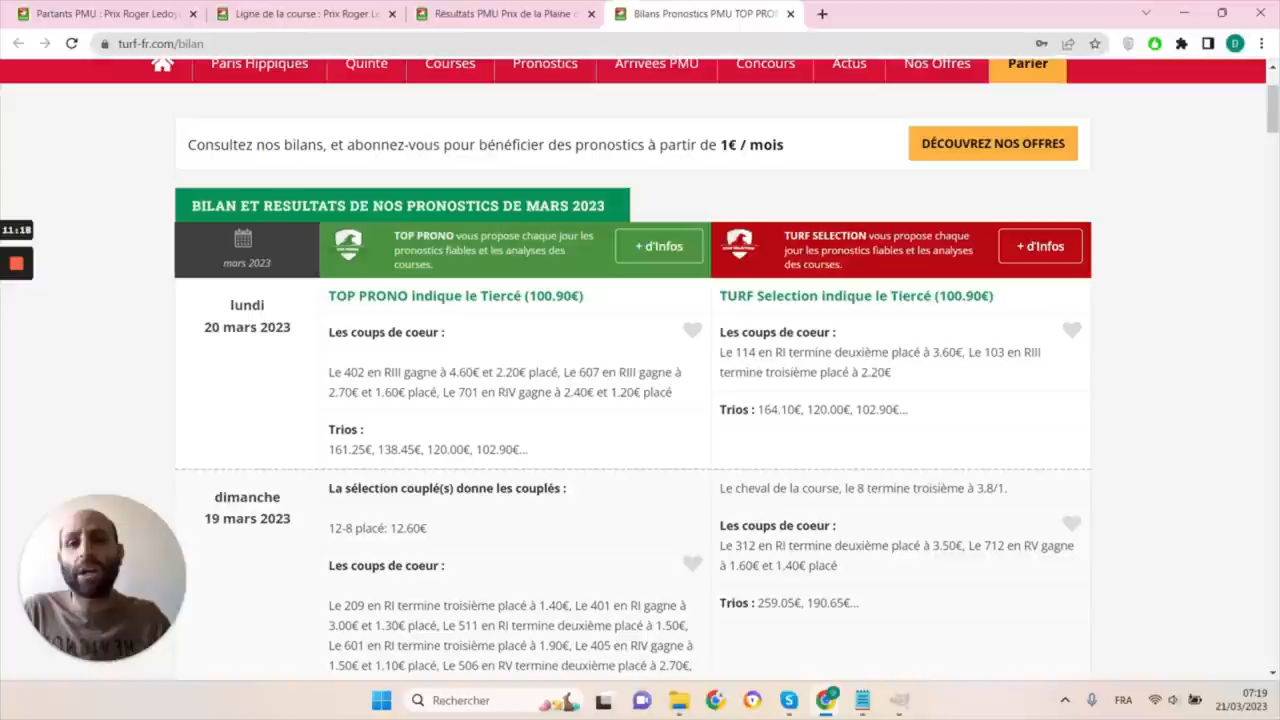 Partants PMU : Prix Roger Ledoy
Ligne de la course : Prix Roger Le
Résultats PMU Prix de la Plaine e
Bilans Pronostics PMU TOP PRO
turf-fr.com/bilan
Paris Hippiques
Quinté
Courses
Pronostics
Arrivées PMU
Concours
Actus
Nos Offres
Parier
Consultez nos bilans, et abonnez-vous pour bénéficier des pronostics à partir de 1€ / mois
DÉCOUVREZ NOS OFFRES
BILAN ET RESULTATS DE NOS PRONOSTICS DE MARS 2023
11:18
mars 2023
TOP PRONO vous propose chaque jour les
pronostics fiables et les analyses des
courses.
+ d'Infos
TURF SELECTION vous propose chaque
jour les pronostics fiables et les analyses
des courses.
+ d'Infos
lundi
20 mars 2023
TOP PRONO indique le Tiercé (100.90€)
Les coups de coeur :
Le 402 en RIII gagne à 4.60€ et 2.20€ placé, Le 607 en RIII gagne à
2.70€ et 1.60€ placé, Le 701 en RIV gagne à 2.40€ et 1.20€ placé
Trios :
161.25€, 138.45€, 120.00€, 102.90€...
TURF Selection indique le Tiercé (100.90€)
Les coups de coeur :
Le 114 en RI termine deuxième placé à 3.60€, Le 103 en RIII
termine troisième placé à 2.20€
Trios : 164.10€, 120.00€, 102.90€...
dimanche
19 mars 2023
La sélection couplé(s) donne les couplés :
12-8 placé: 12.60€
Les coups de coeur :
Le 209 en RI termine troisième placé à 1.40€, Le 401 en RI gagne à
3.00€ et 1.30€ placé, Le 511 en RI termine deuxième placé à 1.50€,
Le 601 en RI termine troisième placé à 1.90€, Le 405 en RIV gagne à
1.50€ et 1.10€ placé, Le 506 en RV termine deuxième placé à 2.70€,
Le cheval de la course, le 8 termine troisième à 3.8/1.
Les coups de coeur :
Le 312 en RI termine deuxième placé à 3.50€, Le 712 en RV gagne
à 1.60€ et 1.40€ placé
Trios : 259.05€, 190.65€...
Rechercher
FRA
07:19
21/03/2023